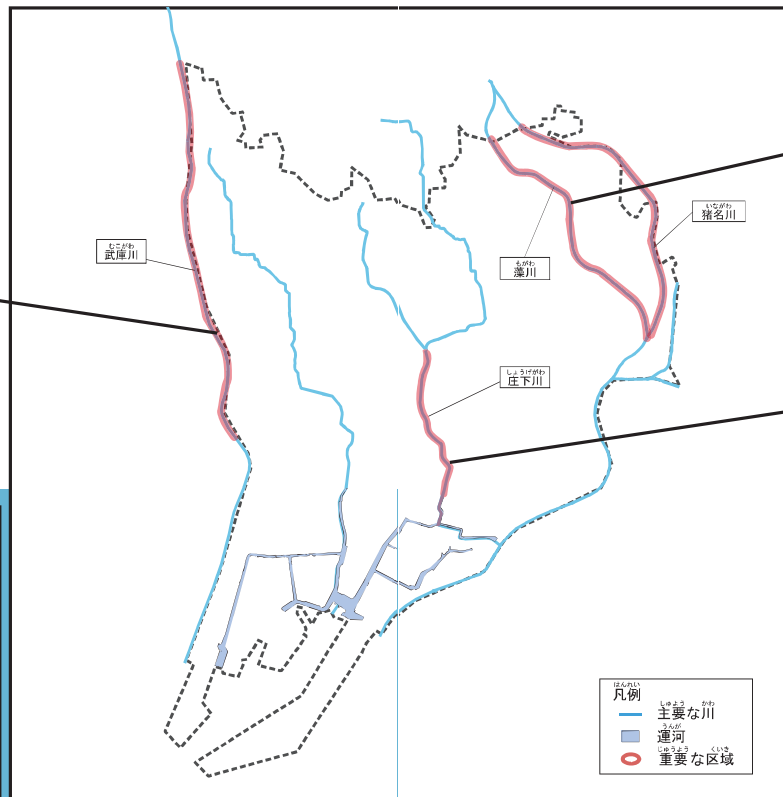 いながわ
猪名川
むこがわ
武庫川
もがわ
藻川
しょうげがわ
庄下川
はんれい
凡例
しゅよう かわ
主要な川
うんが
運河
じゅうよう くいき
重要な区域